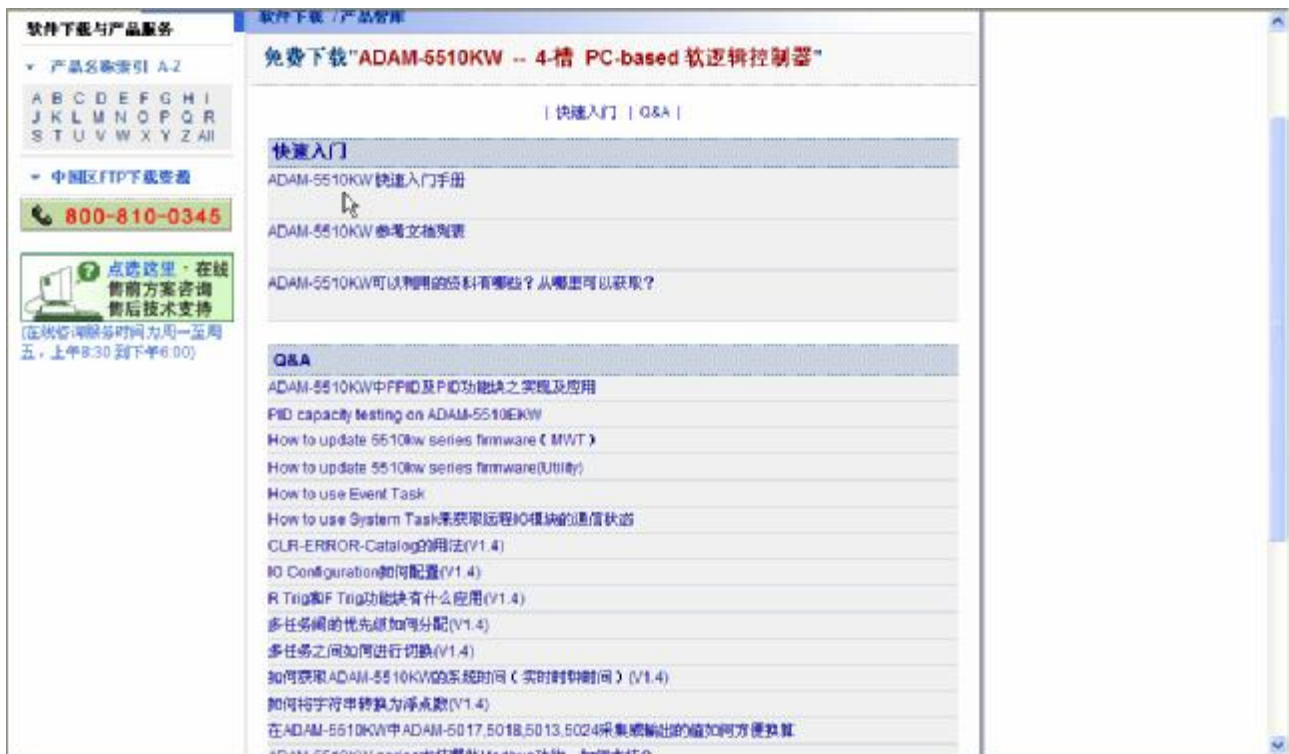 软件下载与产品服务
产品名称索引 A-Z
A B C D E F G H I
J K L M N O P Q R
S T U V W X Y Z All
中国区FTP下载资源
800-810-0345
点选这里·在线
售前方案咨询
售后技术支持
(在线咨询服务时间为周一至周
五,上午8:30 到下午6:00)
软件下载 /产品智库
免费下载"ADAM-5510KW -- 4-槽 PC-based 软逻辑控制器"
| 快速入门 | Q&A |
快速入门
ADAM-5510KW 快速入门手册
ADAM-5510KW 参考文档列表
ADAM-5510KW可以利用的资料有哪些?从哪里可以获取?
Q&A
ADAM-5510KW中FPID及PID功能块之实现及应用
PID capacity testing on ADAM-5510EKW
How to update 5510kw series firmware(MWT)
How to update 5510kw series firmware(Utility)
How to use Event Task
How to use System Task来获取远程IO模块的通信状态
CLR-ERROR-Catalog的用法(V1.4)
IO Configuration如何配置(V1.4)
R Trig和F Trig功能块有什么应用(V1.4)
多任务间的优先级如何分配(V1.4)
多任务之间如何进行切换(V1.4)
如何获取ADAM-5510KW的系统时间(实时时钟时间)(V1.4)
如何将字符串转换为浮点数(V1.4)
在ADAM-5510KW中ADAM-5017,5018,5013,5024采集或输出的值如何方便换算